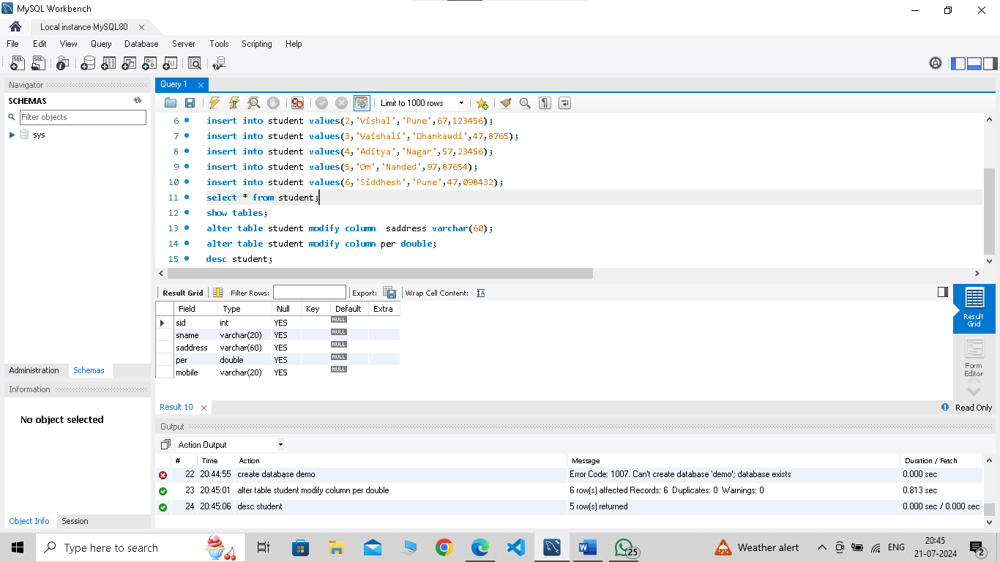 MySQL Workbench
Local instance MySQL80
File Edit View Query Database Server Tools Scripting Help
Navigator
SCHEMAS
Filter objects
sys
Administration Schemas
Information
No object selected
Object Info Session
Query 1
Limit to 1000 rows
6 insert into student values(2,'Vishal','Pune',67,123456);
7 insert into student values(3,'Vaishali','Dhankawdi',47,8765);
8 insert into student values(4,'Aditya','Nagar',57,23456);
9 insert into student values(5,'Om','Nanded',97,87654);
10 insert into student values(6,'Siddhesh','Pune',47,098432);
11 select * from student;
12 show tables;
13 alter table student modify column  saddress varchar(60);
14 alter table student modify column per double;
15 desc student;
Result Grid Filter Rows: Export: Wrap Cell Content:
Field Type Null Key Default Extra
sid int YES NULL
sname varchar(20) YES NULL
saddress varchar(60) YES NULL
per double YES NULL
mobile varchar(20) YES NULL
Result Grid
Form Editor
Result 10
Read Only
Output
Action Output
# Time Action Message Duration / Fetch
22 20:44:55 create database demo Error Code: 1007. Can't create database 'demo'; database exists 0.000 sec
23 20:45:01 alter table student modify column per double 6 row(s) affected Records: 6  Duplicates: 0  Warnings: 0 0.813 sec
24 20:45:06 desc student 5 row(s) returned 0.000 sec / 0.000 sec
Type here to search
25
Weather alert
ENG
20:45
21-07-2024
2